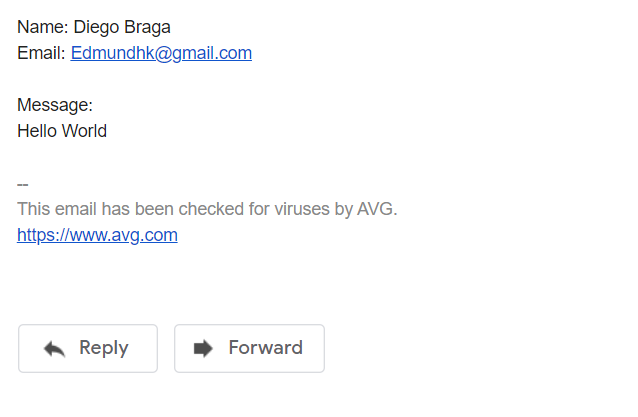 Name: Diego Braga
Email: Edmundhk@gmail.com
Message:
Hello World
--
This email has been checked for viruses by AVG.
https://www.avg.com
Reply
Forward